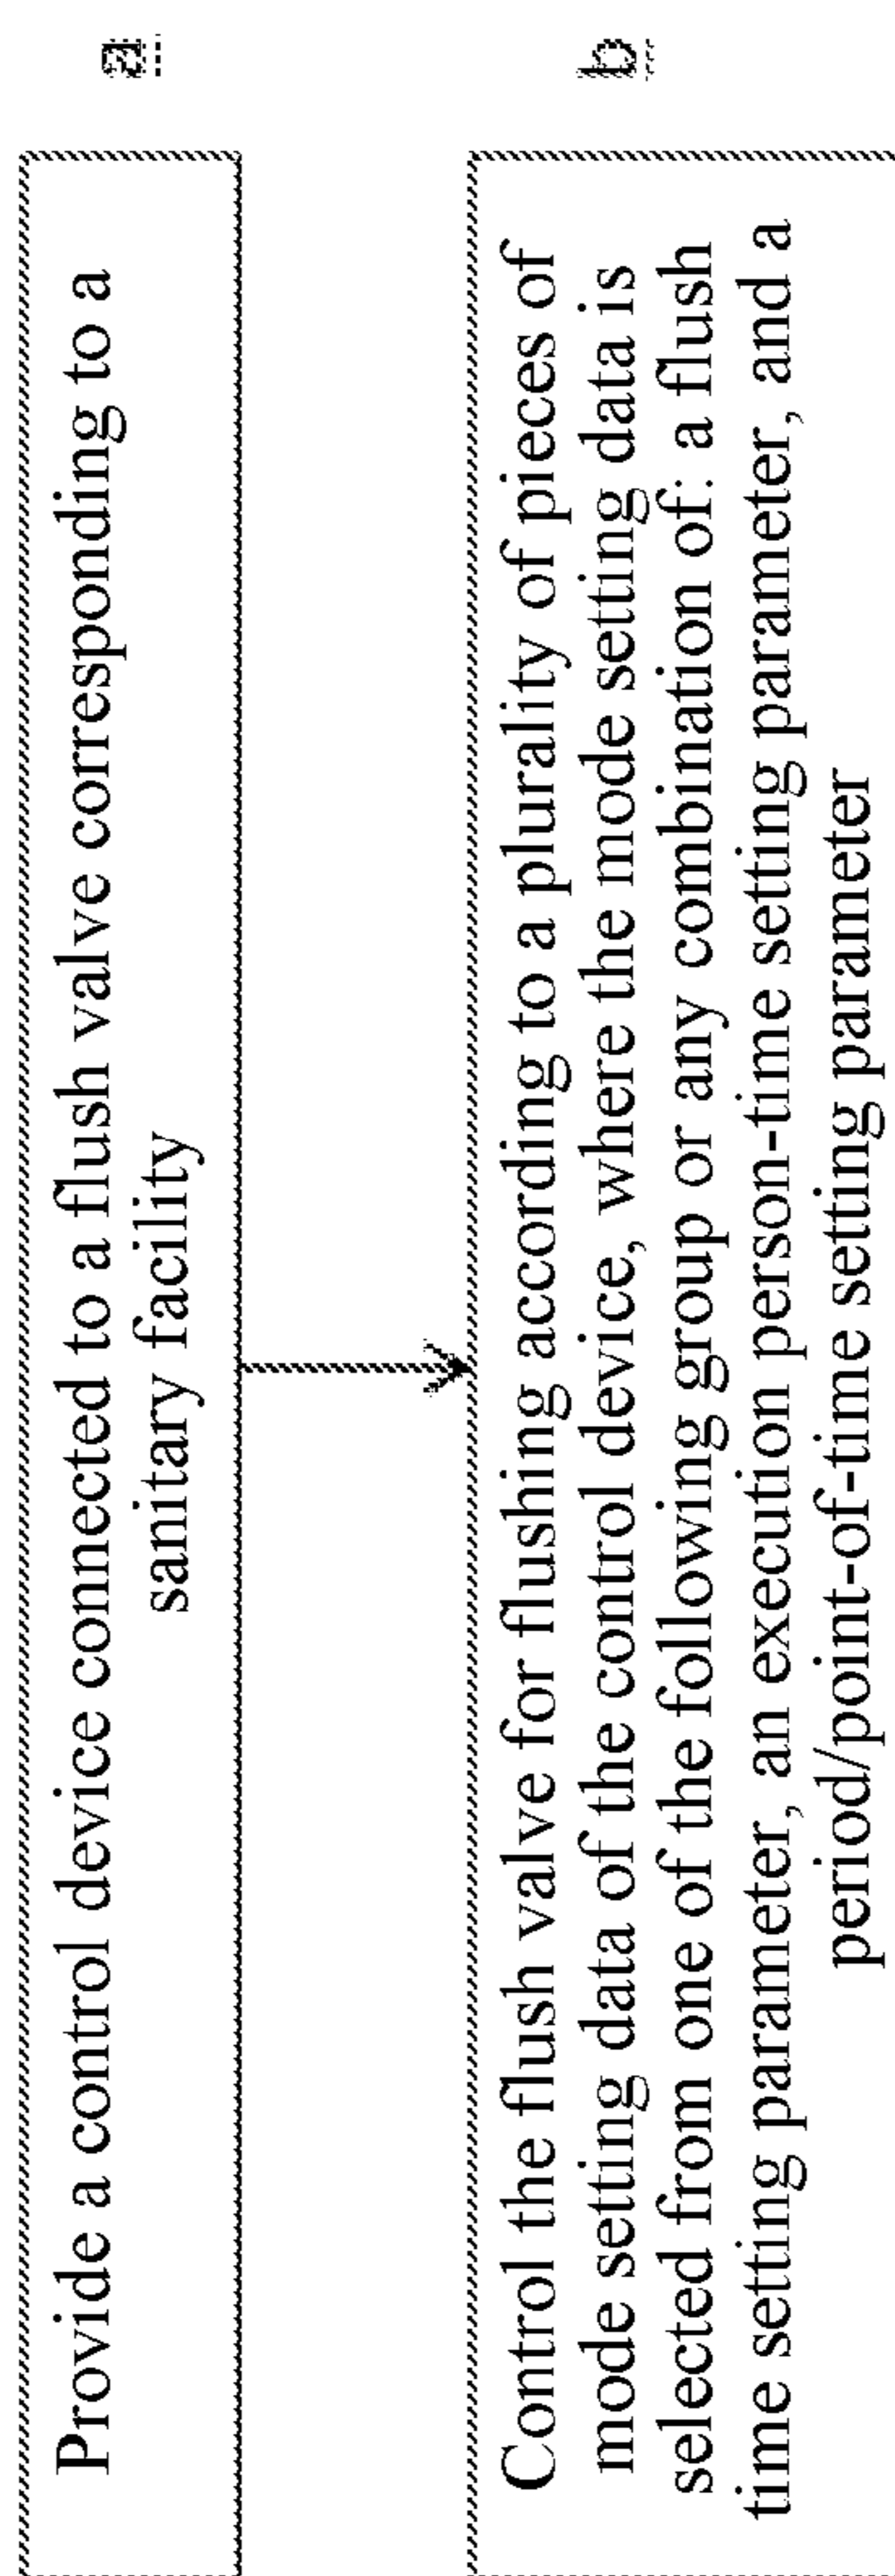 Provide a control device connected to a flush valve corresponding to a
sanitary facility
a
Control the flush valve for flushing according to a plurality of pieces of
mode setting data of the control device, where the mode setting data is
selected from one of the following group or any combination of: a flush
time setting parameter, an execution person-time setting parameter, and a
period/point-of-time setting parameter
b